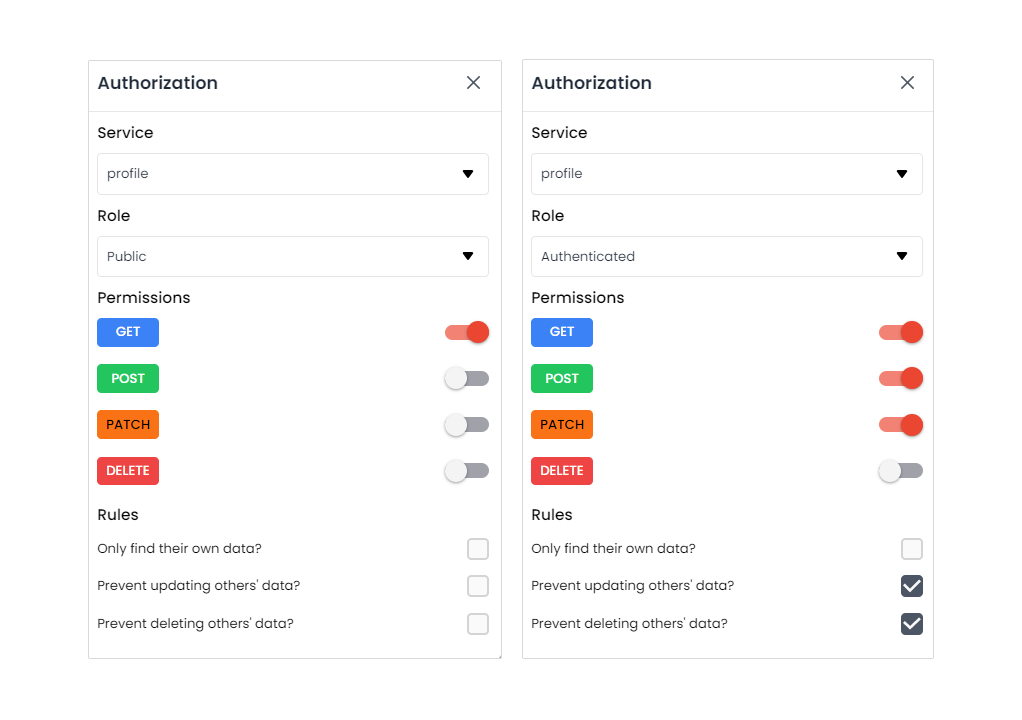 Authorization
Service
profile
Role
Public
Permissions
GET
POST
PATCH
DELETE
Rules
Only find their own data?
Prevent updating others' data?
Prevent deleting others' data?
Authorization
Service
profile
Role
Authenticated
Permissions
GET
POST
PATCH
DELETE
Rules
Only find their own data?
Prevent updating others' data?
Prevent deleting others' data?